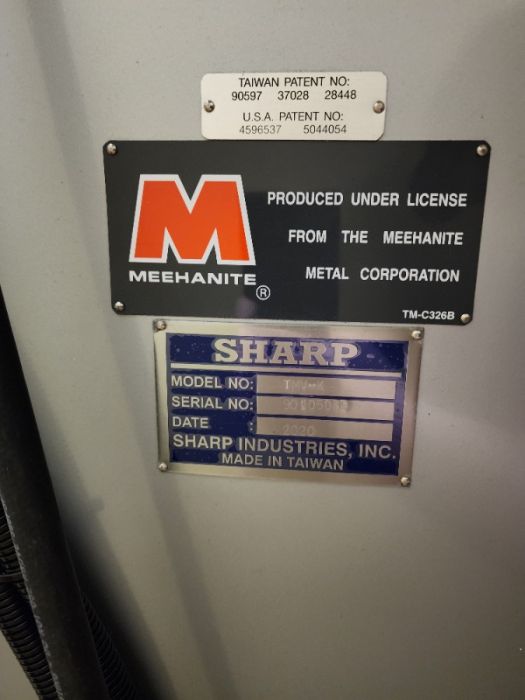 TAIWAN PATENT NO:
90597 37028 28448
U.S.A. PATENT NO:
4596537 5044054
M
MEEHANITE ®
PRODUCED UNDER LICENSE
FROM THE MEEHANITE
METAL CORPORATION
TM-C326B
SHARP
MODEL NO: TMV-K
SERIAL NO:
DATE : 2020
SHARP INDUSTRIES, INC.
MADE IN TAIWAN